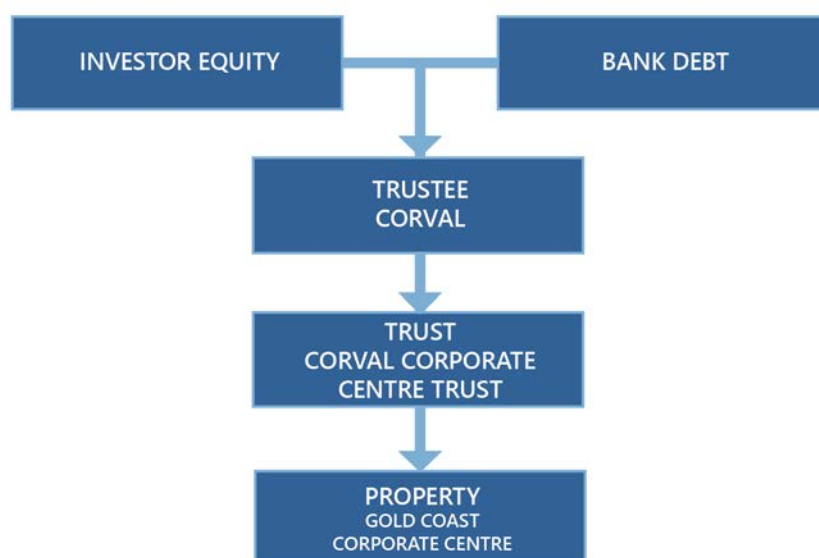 INVESTOR EQUITY
BANK DEBT
TRUSTEE
CORVAL
TRUST
CORVAL CORPORATE
CENTRE TRUST
PROPERTY
GOLD COAST
CORPORATE CENTRE